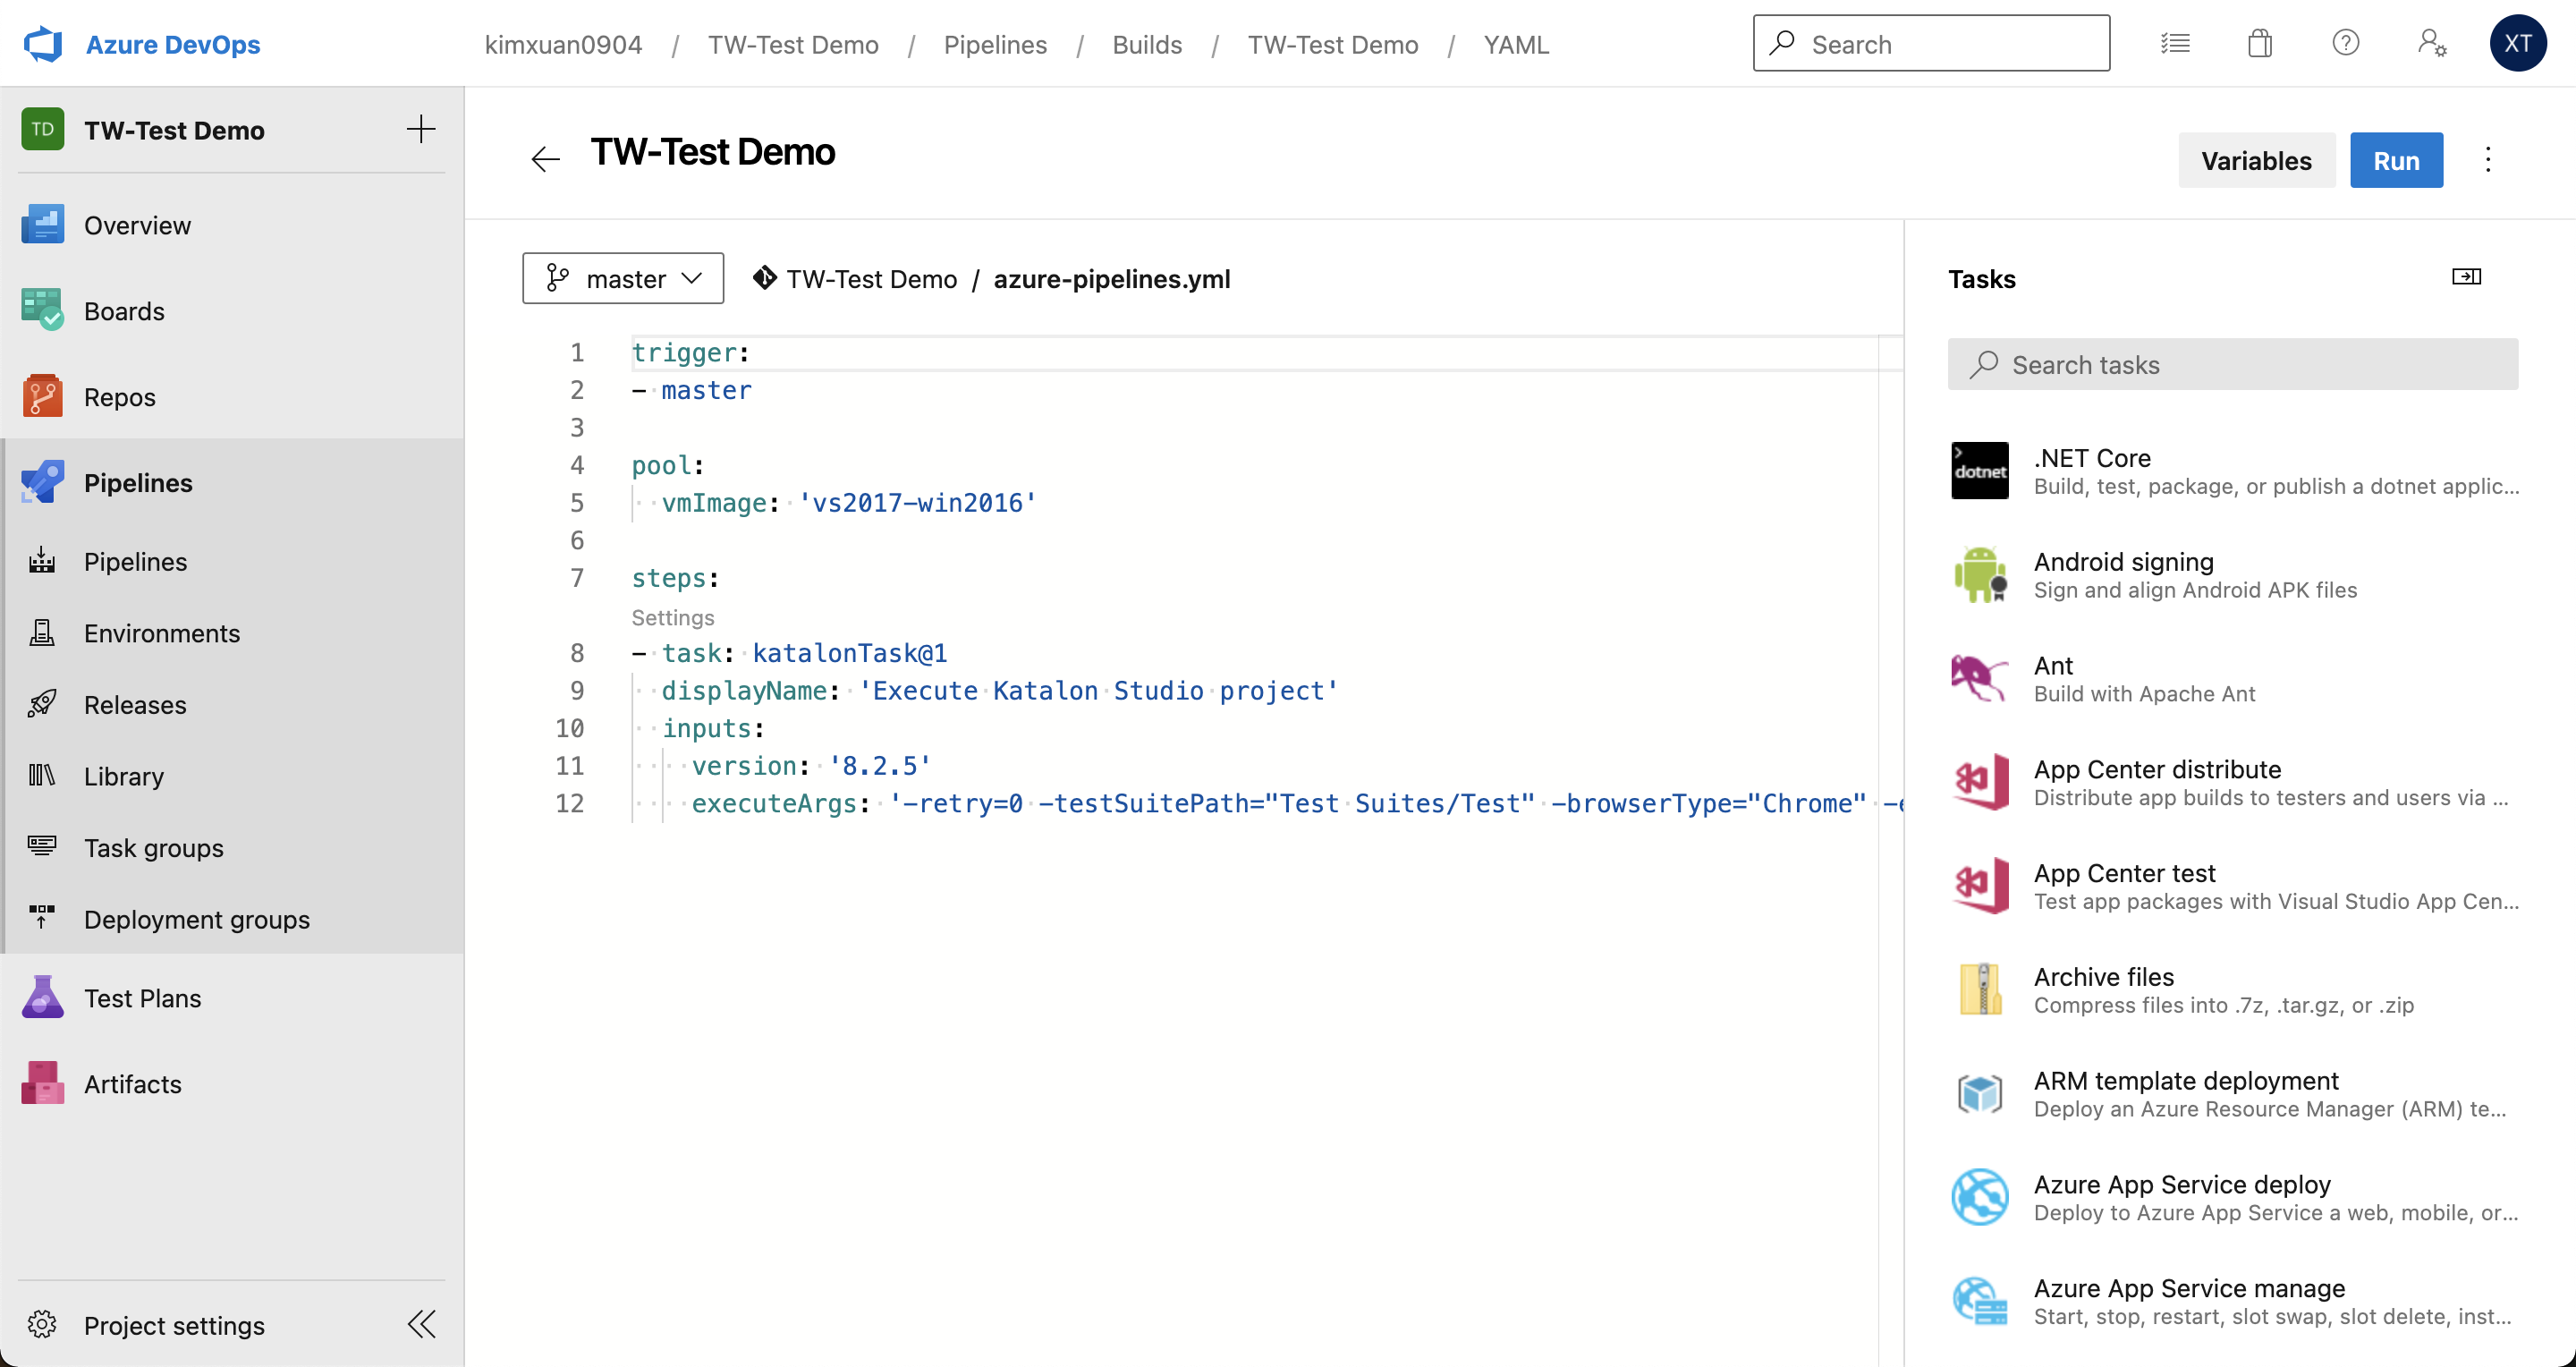 Azure DevOps
kimxuan0904 / TW-Test Demo / Pipelines / Builds / TW-Test Demo / YAML
Search
XT
TD TW-Test Demo
Overview
Boards
Repos
Pipelines
Pipelines
Environments
Releases
Library
Task groups
Deployment groups
Test Plans
Artifacts
Project settings
TW-Test Demo
Variables
Run
master
TW-Test Demo / azure-pipelines.yml
1 trigger:
2 - master
3
4 pool:
5 vmImage: 'vs2017-win2016'
6
7 steps:
Settings
8 - task: katalonTask@1
9 displayName: 'Execute Katalon Studio project'
10 inputs:
11 version: '8.2.5'
12 executeArgs: '-retry=0 -testSuitePath="Test Suites/Test" -browserType="Chrome" -e
Tasks
Search tasks
dotnet
.NET Core
Build, test, package, or publish a dotnet applic...
Android signing
Sign and align Android APK files
Ant
Build with Apache Ant
App Center distribute
Distribute app builds to testers and users via ...
App Center test
Test app packages with Visual Studio App Cen...
Archive files
Compress files into .7z, .tar.gz, or .zip
ARM template deployment
Deploy an Azure Resource Manager (ARM) te...
Azure App Service deploy
Deploy to Azure App Service a web, mobile, or...
Azure App Service manage
Start, stop, restart, slot swap, slot delete, inst...